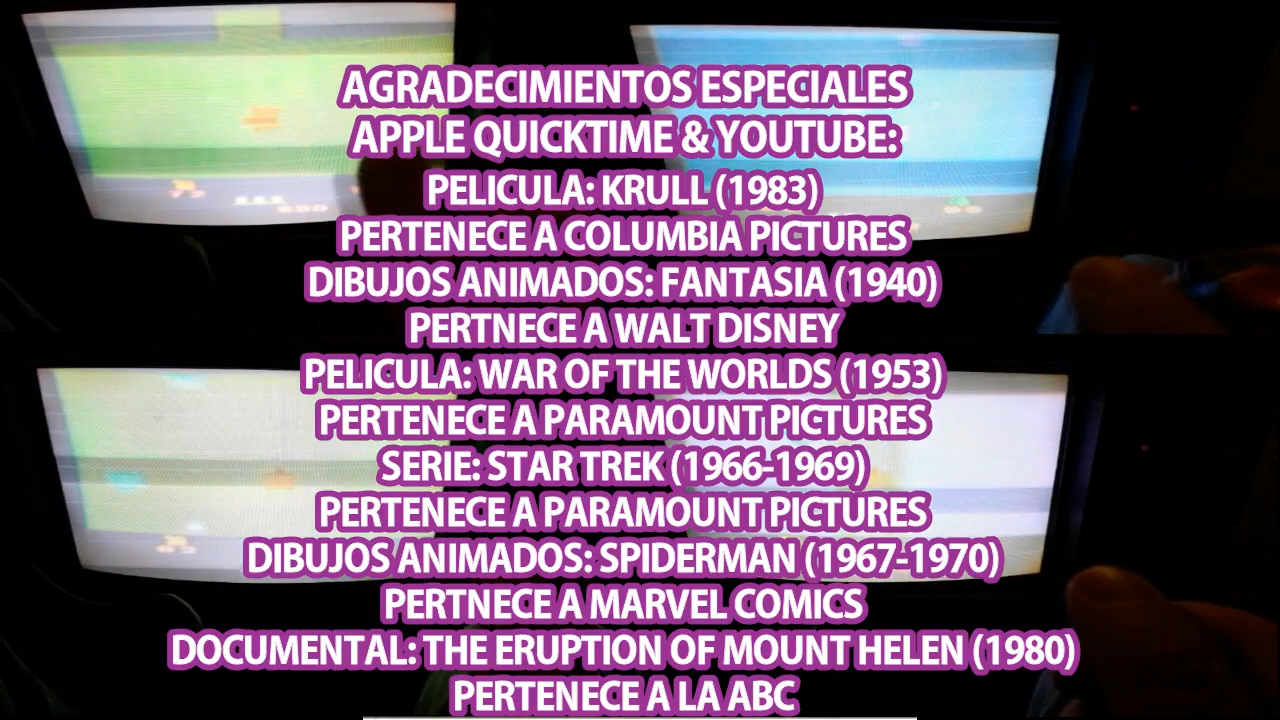 AGRADECIMIENTOS ESPECIALES
APPLE QUICKTIME & YOUTUBE:
PELICULA: KRULL (1983)
PERTENECE A COLUMBIA PICTURES
DIBUJOS ANIMADOS: FANTASIA (1940)
PERTNECE A WALT DISNEY
PELICULA: WAR OF THE WORLDS (1953)
PERTENECE A PARAMOUNT PICTURES
SERIE: STAR TREK (1966-1969)
PERTENECE A PARAMOUNT PICTURES
DIBUJOS ANIMADOS: SPIDERMAN (1967-1970)
PERTNECE A MARVEL COMICS
DOCUMENTAL: THE ERUPTION OF MOUNT HELEN (1980)
PERTENECE A LA ABC